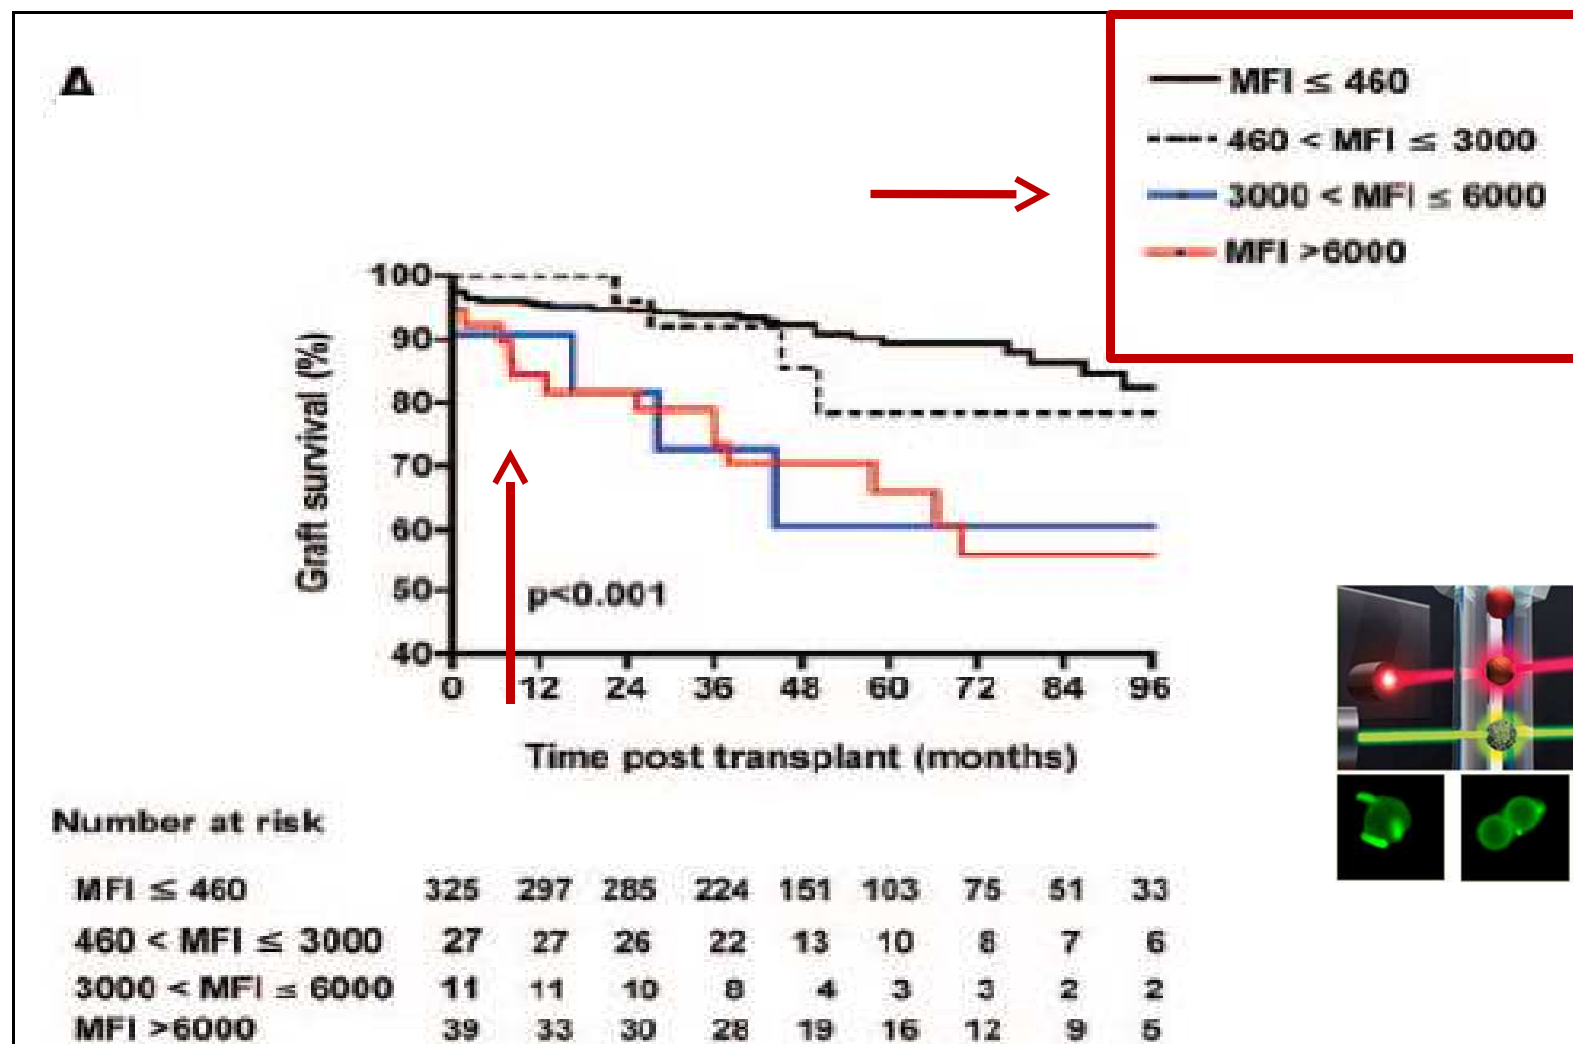 A
MFI ≤ 460
460 < MFI ≤ 3000
3000 < MFI ≤ 6000
MFI >6000
Graft survival (%)
100
90
80
70
60
50
40
p<0.001
0 12 24 36 48 60 72 84 96
Time post transplant (months)
Number at risk
MFI ≤ 460 325 297 285 224 151 103 75 51 33
460 < MFI ≤ 3000 27 27 26 22 13 10 8 7 6
3000 < MFI ≤ 6000 11 11 10 8 4 3 3 2 2
MFI >6000 39 33 30 28 19 16 12 9 5